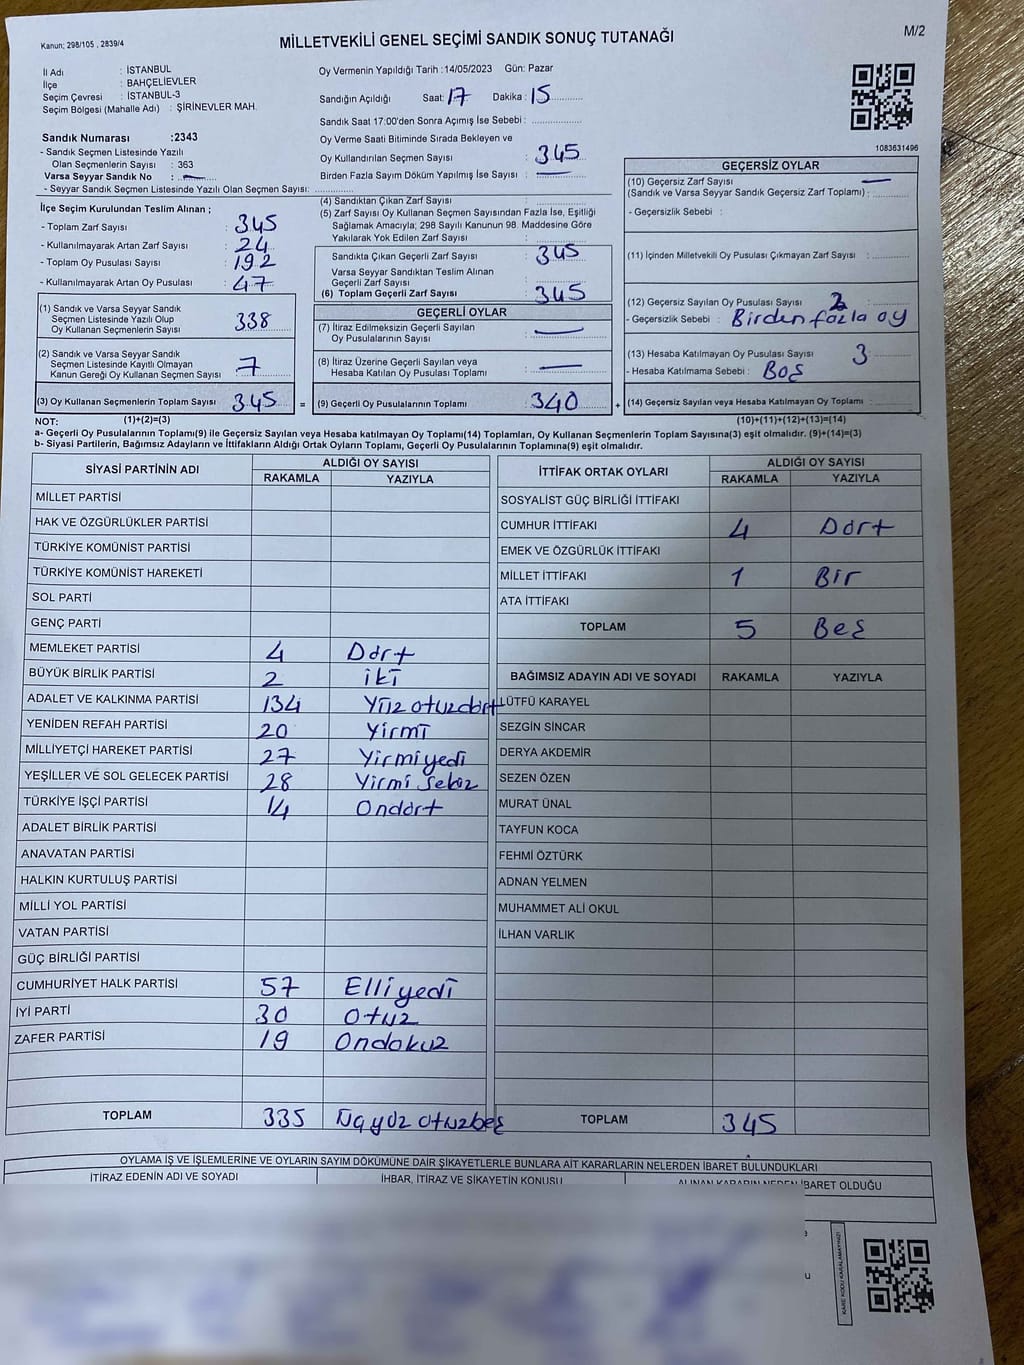 Kanun; 298/105 , 2839/4
MİLLETVEKİLİ GENEL SEÇİMİ SANDIK SONUÇ TUTANAĞI
M/2
İl Adı : İSTANBUL
İlçe : BAHÇELİEVLER
Seçim Çevresi : İSTANBUL-3
Seçim Bölgesi (Mahalle Adı) : ŞİRİNEVLER MAH.
Sandık Numarası :2343
- Sandık Seçmen Listesinde Yazılı
Olan Seçmenlerin Sayısı : 363
Varsa Seyyar Sandık No : —
- Seyyar Sandık Seçmen Listesinde Yazılı Olan Seçmen Sayısı:
Oy Vermenin Yapıldığı Tarih :14/05/2023 Gün: Pazar
Sandığın Açıldığı Saat: 17 Dakika : 15
Sandık Saat 17:00'den Sonra Açımış İse Sebebi :
Oy Verme Saati Bitiminde Sırada Bekleyen ve
Oy Kullandırılan Seçmen Sayısı : 345
Birden Fazla Sayım Döküm Yapılmış İse Sayısı : —
1083631496
İlçe Seçim Kurulundan Teslim Alınan ;
- Toplam Zarf Sayısı : 345
- Kullanılmayarak Artan Zarf Sayısı : 24
- Toplam Oy Pusulası Sayısı : 192
- Kullanılmayarak Artan Oy Pusulası : 47
(1) Sandık ve Varsa Seyyar Sandık
Seçmen Listesinde Yazılı Olup
Oy Kullanan Seçmenlerin Sayısı 338
(2) Sandık ve Varsa Seyyar Sandık
Seçmen Listesinde Kayıtlı Olmayan
Kanun Gereği Oy Kullanan Seçmen Sayısı 7
(3) Oy Kullanan Seçmenlerin Toplam Sayısı 345 =
(4) Sandıktan Çıkan Zarf Sayısı :
(5) Zarf Sayısı Oy Kullanan Seçmen Sayısından Fazla İse, Eşitliği
Sağlamak Amacıyla; 298 Sayılı Kanunun 98. Maddesine Göre
Yakılarak Yok Edilen Zarf Sayısı :
Sandıkta Çıkan Geçerli Zarf Sayısı : 345
Varsa Seyyar Sandıktan Teslim Alınan
Geçerli Zarf Sayısı :
(6) Toplam Geçerli Zarf Sayısı : 345
GEÇERLİ OYLAR
(7) İtiraz Edilmeksizin Geçerli Sayılan
Oy Pusulalarının Sayısı : —
(8) İtiraz Üzerine Geçerli Sayılan veya
Hesaba Katılan Oy Pusulası Toplamı : —
(9) Geçerli Oy Pusulalarının Toplamı : 340 +
GEÇERSİZ OYLAR
(10) Geçersiz Zarf Sayısı : —
(Sandık ve Varsa Seyyar Sandık Geçersiz Zarf Toplamı) :
- Geçersizlik Sebebi :
(11) İçinden Milletvekili Oy Pusulası Çıkmayan Zarf Sayısı :
(12) Geçersiz Sayılan Oy Pusulası Sayısı : 2
- Geçersizlik Sebebi : Birden fazla oy
(13) Hesaba Katılmayan Oy Pusulası Sayısı : 3
- Hesaba Katılmama Sebebi : Boş
(14) Geçersiz Sayılan veya Hesaba Katılmayan Oy Toplamı :
NOT: (1)+(2)=(3) (10)+(11)+(12)+(13)=(14)
a- Geçerli Oy Pusulalarının Toplamı(9) ile Geçersiz Sayılan veya Hesaba katılmayan Oy Toplamı(14) Toplamları, Oy Kullanan Seçmenlerin Toplam Sayısına(3) eşit olmalıdır. (9)+(14)=(3)
b- Siyasi Partilerin, Bağımsız Adayların ve İttifakların Aldığı Ortak Oyların Toplamı, Geçerli Oy Pusulalarının Toplamına(9) eşit olmalıdır.
SİYASİ PARTİNİN ADI ALDIĞI OY SAYISI
RAKAMLA YAZIYLA
MİLLET PARTİSİ
HAK VE ÖZGÜRLÜKLER PARTİSİ
TÜRKİYE KOMÜNİST PARTİSİ
TÜRKİYE KOMÜNİST HAREKETİ
SOL PARTİ
GENÇ PARTİ
MEMLEKET PARTİSİ 4 Dört
BÜYÜK BİRLİK PARTİSİ 2 iki
ADALET VE KALKINMA PARTİSİ 134 Yüz otuzdört
YENİDEN REFAH PARTİSİ 20 Yirmi
MİLLİYETÇİ HAREKET PARTİSİ 27 Yirmiyedi
YEŞİLLER VE SOL GELECEK PARTİSİ 28 Yirmi Sekiz
TÜRKİYE İŞÇİ PARTİSİ 14 Ondört
ADALET BİRLİK PARTİSİ
ANAVATAN PARTİSİ
HALKIN KURTULUŞ PARTİSİ
MİLLİ YOL PARTİSİ
VATAN PARTİSİ
GÜÇ BİRLİĞİ PARTİSİ
CUMHURİYET HALK PARTİSİ 57 Elli yedi
İYİ PARTİ 30 Otuz
ZAFER PARTİSİ 19 Ondokuz
TOPLAM 335 Üçyüz otuzbeş
İTTİFAK ORTAK OYLARI ALDIĞI OY SAYISI
RAKAMLA YAZIYLA
SOSYALİST GÜÇ BİRLİĞİ İTTİFAKI
CUMHUR İTTİFAKI 4 Dört
EMEK VE ÖZGÜRLÜK İTTİFAKI
MİLLET İTTİFAKI 1 Bir
ATA İTTİFAKI
TOPLAM 5 Beş
BAĞIMSIZ ADAYIN ADI VE SOYADI RAKAMLA YAZIYLA
LÜTFÜ KARAYEL
SEZGİN SİNCAR
DERYA AKDEMİR
SEZEN ÖZEN
MURAT ÜNAL
TAYFUN KOCA
FEHMİ ÖZTÜRK
ADNAN YELMEN
MUHAMMET ALİ OKUL
İLHAN VARLIK
TOPLAM 345
OYLAMA İŞ VE İŞLEMLERİNE VE OYLARIN SAYIM DÖKÜMÜNE DAİR ŞİKAYETLERLE BUNLARA AİT KARARLARIN NELERDEN İBARET BULUNDUKLARI
İTİRAZ EDENİN ADI VE SOYADI İHBAR, İTİRAZ VE ŞİKAYETİN KONUSU ALINAN KARARIN NEDEN İBARET OLDUĞU
KARE KODU KARALAMAYINIZ!